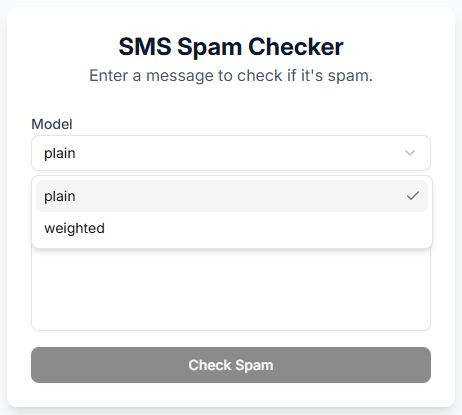 SMS Spam Checker
Enter a message to check if it's spam.
Model
plain
plain
weighted
Check Spam